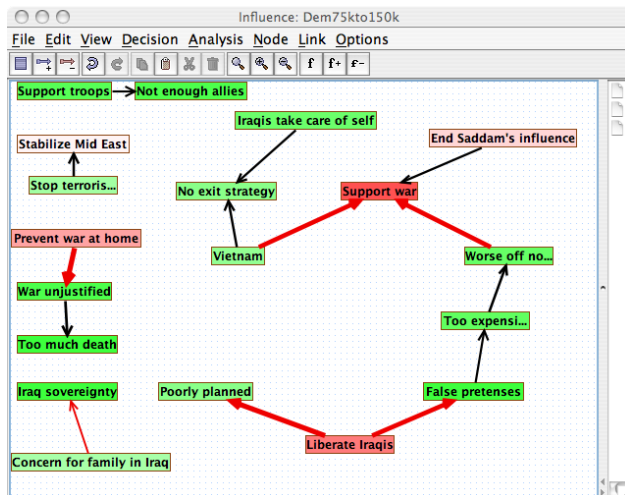 Influence: Dem75kto150k
File Edit View Decision Analysis Node Link Options
f f+ f-
Support troops
Not enough allies
Iraqis take care of self
Stabilize Mid East
End Saddam's influence
Stop terroris...
No exit strategy
Support war
Prevent war at home
Vietnam
Worse off no...
War unjustified
Too expensi...
Too much death
Iraq sovereignty
Poorly planned
False pretenses
Liberate Iraqis
Concern for family in Iraq